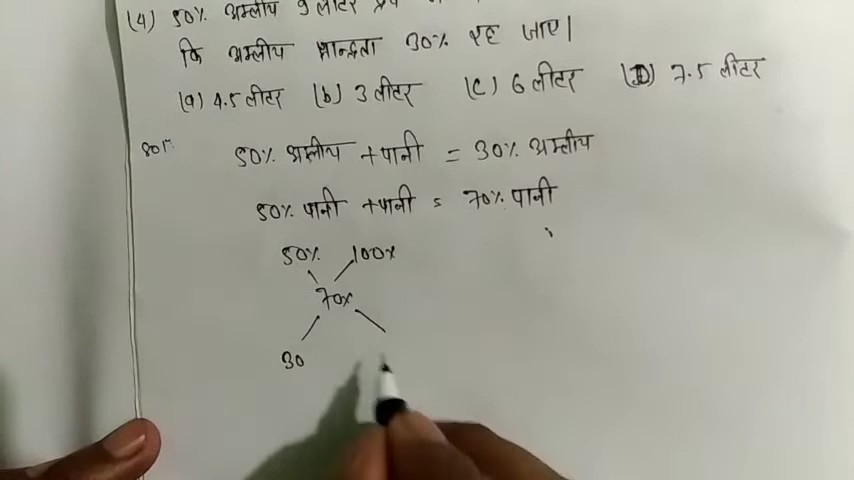 (4) 50% अम्लीय 9 लीटर
कि अम्लीय सान्द्रता 30% रह जाए।
(a) 4.5 लीटर (b) 3 लीटर (c) 6 लीटर (D) 7.5 लीटर
Sol:
50% अम्लीय + पानी = 30% अम्लीय
50% पानी + पानी = 70% पानी
50% 100%
70%
30